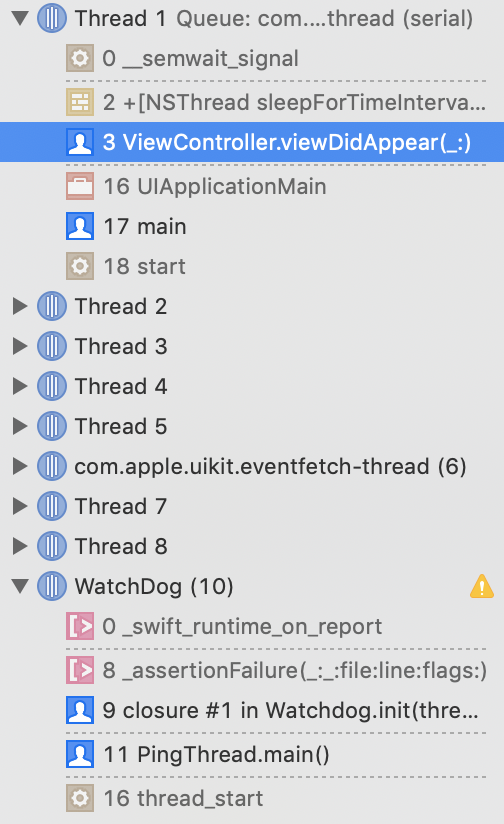 Thread 1 Queue: com.…thread (serial)
0 __semwait_signal
2 +[NSThread sleepForTimeInterva…
3 ViewController.viewDidAppear(_:)
16 UIApplicationMain
17 main
18 start
Thread 2
Thread 3
Thread 4
Thread 5
com.apple.uikit.eventfetch-thread (6)
Thread 7
Thread 8
WatchDog (10)
0 _swift_runtime_on_report
8 _assertionFailure(_:_:file:line:flags:)
9 closure #1 in Watchdog.init(thre…
11 PingThread.main()
16 thread_start